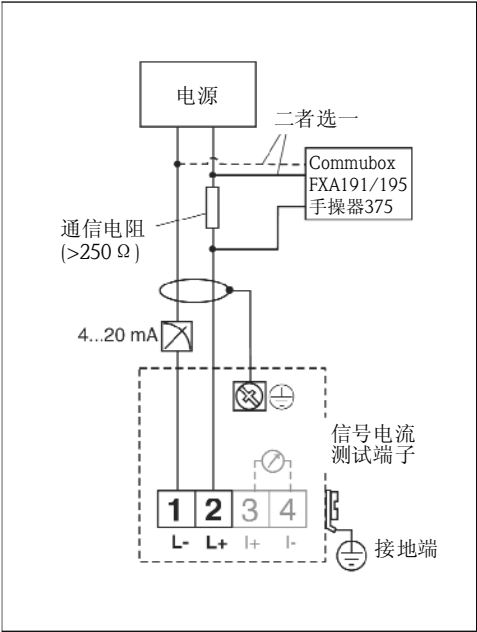 电源
二者选一
Commubox
FXA191/195
手操器375
通信电阻
(>250 Ω)
4...20 mA
信号电流
测试端子
1 2 3 4
L- L+ I+ I-
接地端